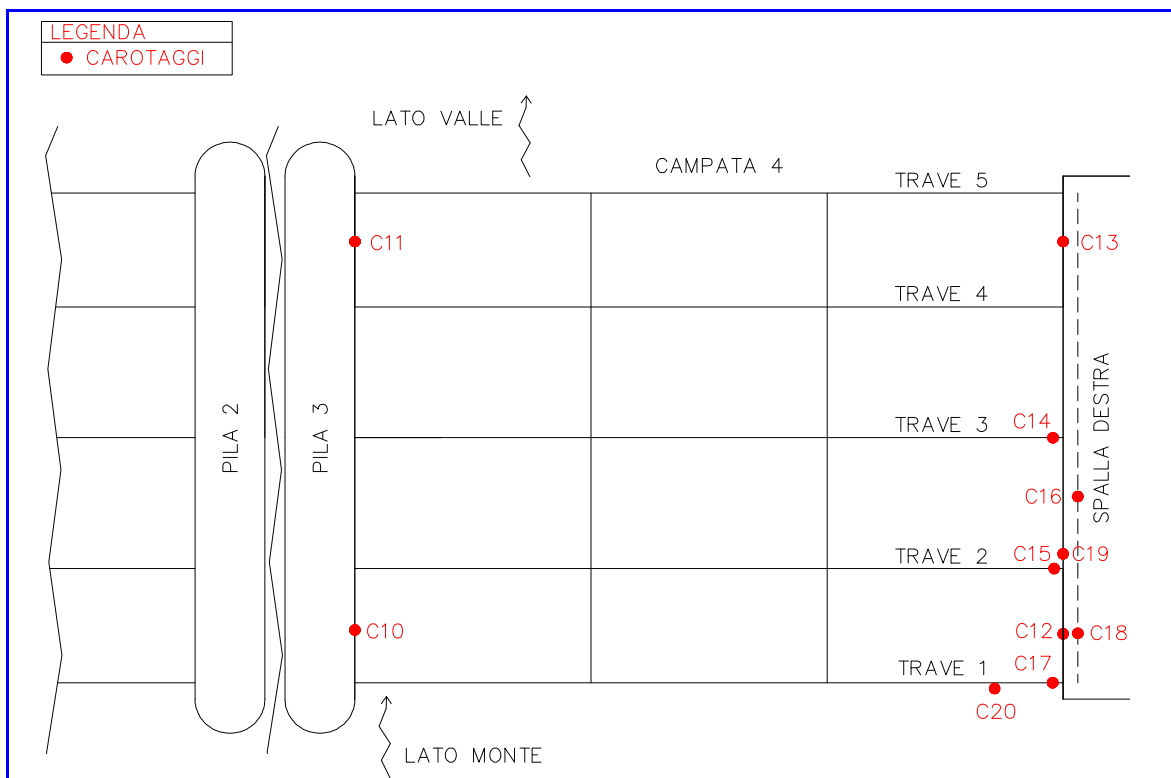 LEGENDA
CAROTAGGI
LATO VALLE
CAMPATA 4
TRAVE 5
C11
C13
TRAVE 4
PILA 2
PILA 3
SPALLA DESTRA
C14
TRAVE 3
C16
C15
C19
TRAVE 2
C10
C12
C18
C17
TRAVE 1
C20
LATO MONTE